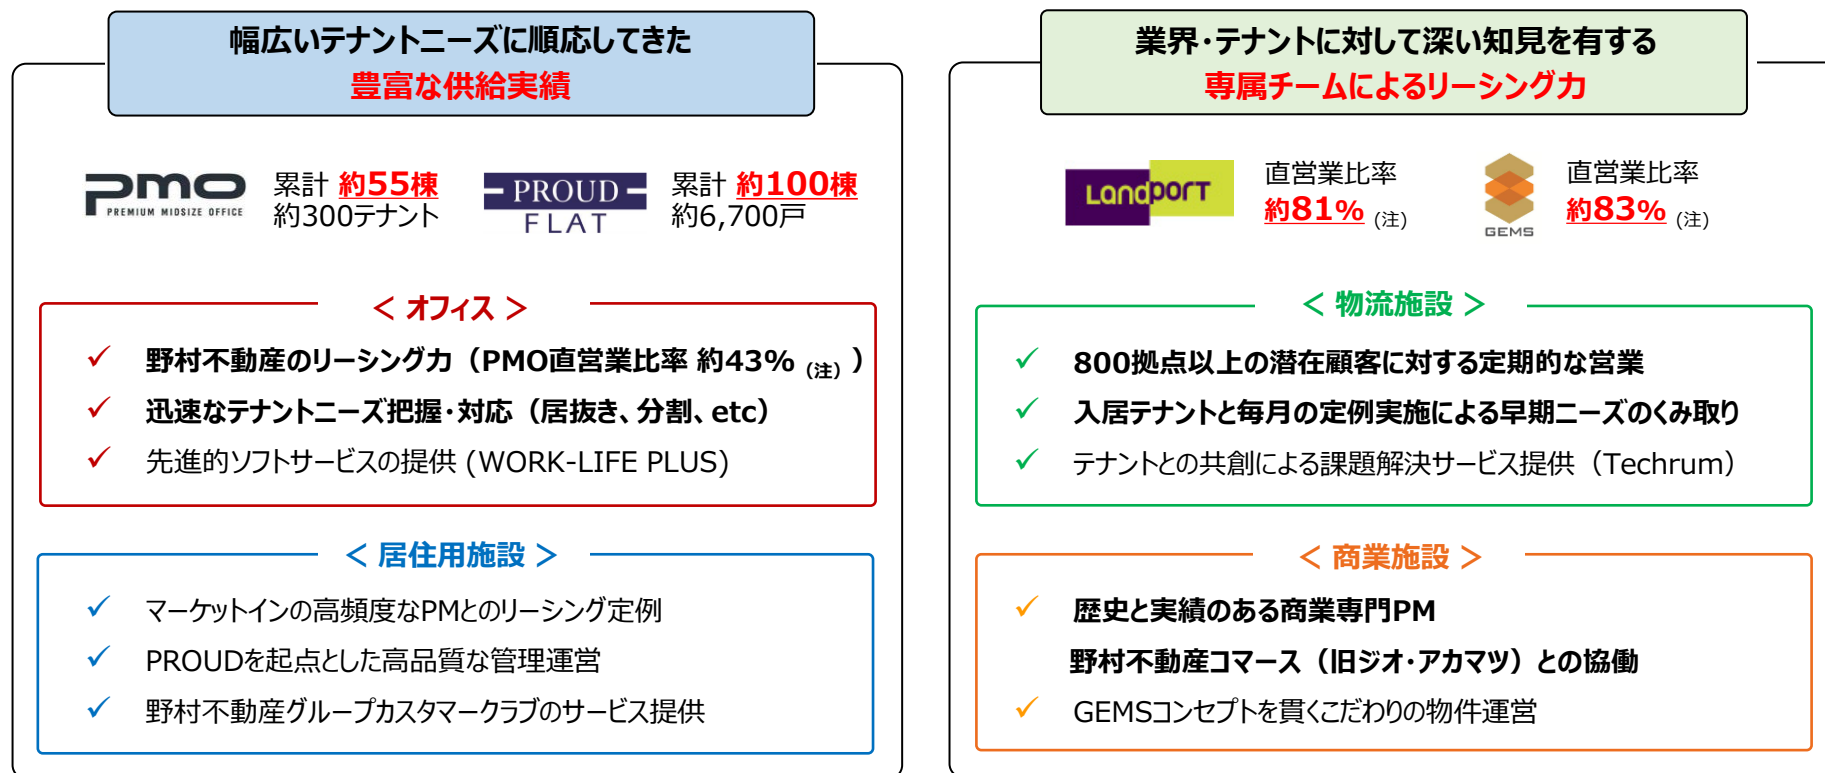 幅広いテナントニーズに順応してきた
豊富な供給実績
pmo
PREMIUM MIDSIZE OFFICE
累計 約55棟
約300テナント
PROUD
FLAT
累計 約100棟
約6,700戸
＜ オフィス ＞
✓ 野村不動産のリーシング力（PMO直営業比率 約43% (注) ）
✓ 迅速なテナントニーズ把握・対応（居抜き、分割、etc）
✓ 先進的ソフトサービスの提供 (WORK-LIFE PLUS)
＜ 居住用施設 ＞
✓ マーケットインの高頻度なPMとのリーシング定例
✓ PROUDを起点とした高品質な管理運営
✓ 野村不動産グループカスタマークラブのサービス提供
業界・テナントに対して深い知見を有する
専属チームによるリーシング力
Landport
直営業比率
約81% (注)
GEMS
直営業比率
約83% (注)
＜ 物流施設 ＞
✓ 800拠点以上の潜在顧客に対する定期的な営業
✓ 入居テナントと毎月の定例実施による早期ニーズのくみ取り
✓ テナントとの共創による課題解決サービス提供（Techrum）
＜ 商業施設 ＞
✓ 歴史と実績のある商業専門PM
野村不動産コマース（旧ジオ・アカマツ）との協働
✓ GEMSコンセプトを貫くこだわりの物件運営